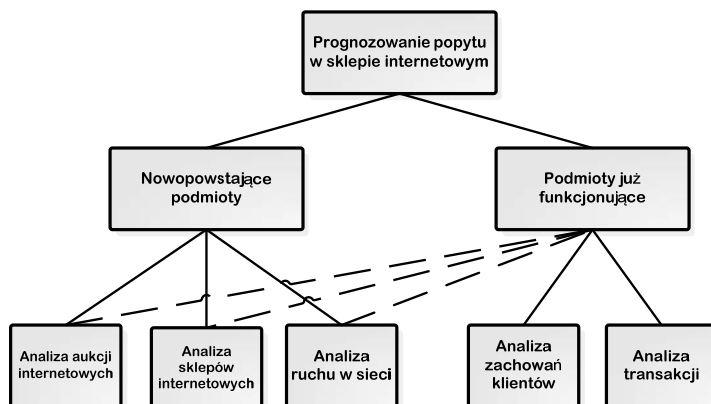 Prognozowanie popytu
w sklepie internetowym
Nowopowstające
podmioty
Podmioty już
funkcjonujące
Analiza aukcji
internetowych
Analiza
sklepów
internetowych
Analiza
ruchu w sieci
Analiza
zachowań
klientów
Analiza
transakcji